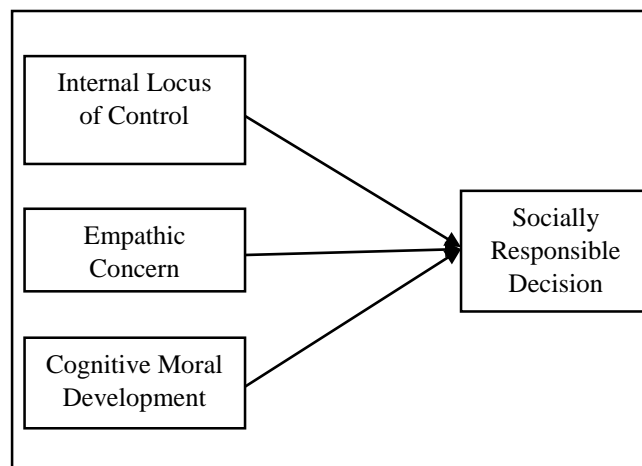 Internal Locus
of Control
Empathic
Concern
Cognitive Moral
Development
Socially
Responsible
Decision